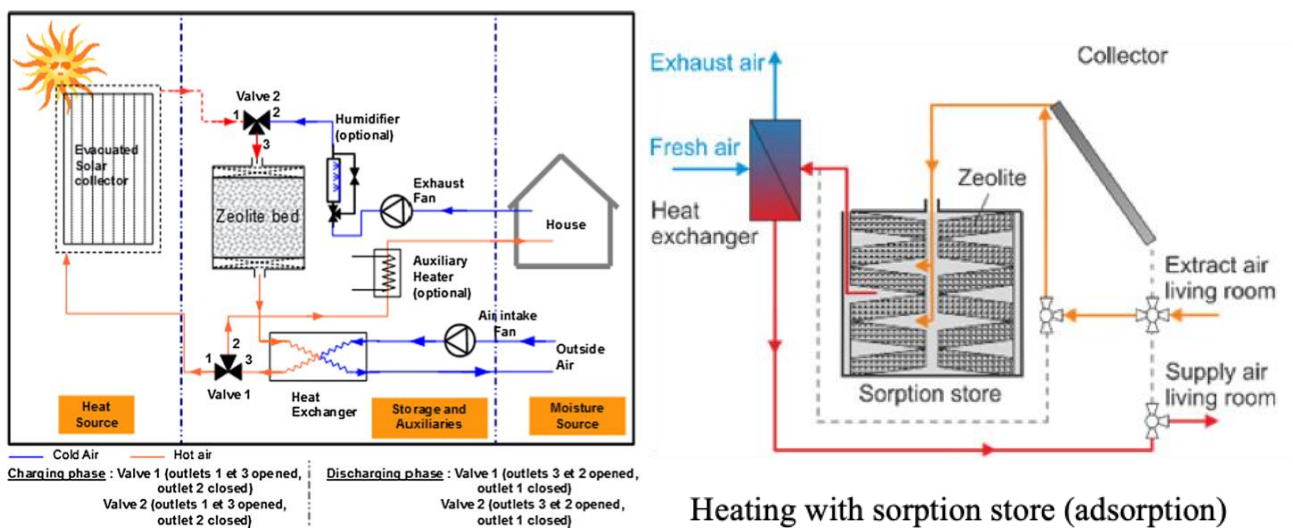 Valve 2
1
2
3
Humidifier
(optional)
Evacuated
Solar
collector
Exhaust
Fan
Zeolite bed
House
Auxiliary
Heater
(optional)
Air intake
Fan
2
1
3
Outside
Air
Valve 1
Heat
Exchanger
Heat
Source
Storage and
Auxiliaries
Moisture
Source
Cold Air
Hot air
Charging phase : Valve 1 (outlets 1 et 3 opened,
outlet 2 closed)
Valve 2 (outlets 1 et 3 opened,
outlet 2 closed)
Discharging phase : Valve 1 (outlets 3 et 2 opened,
outlet 1 closed)
Valve 2 (outlets 3 et 2 opened,
outlet 1 closed)
Exhaust air
Collector
Fresh air
Zeolite
Heat
exchanger
Extract air
living room
Sorption store
Supply air
living room
Heating with sorption store (adsorption)